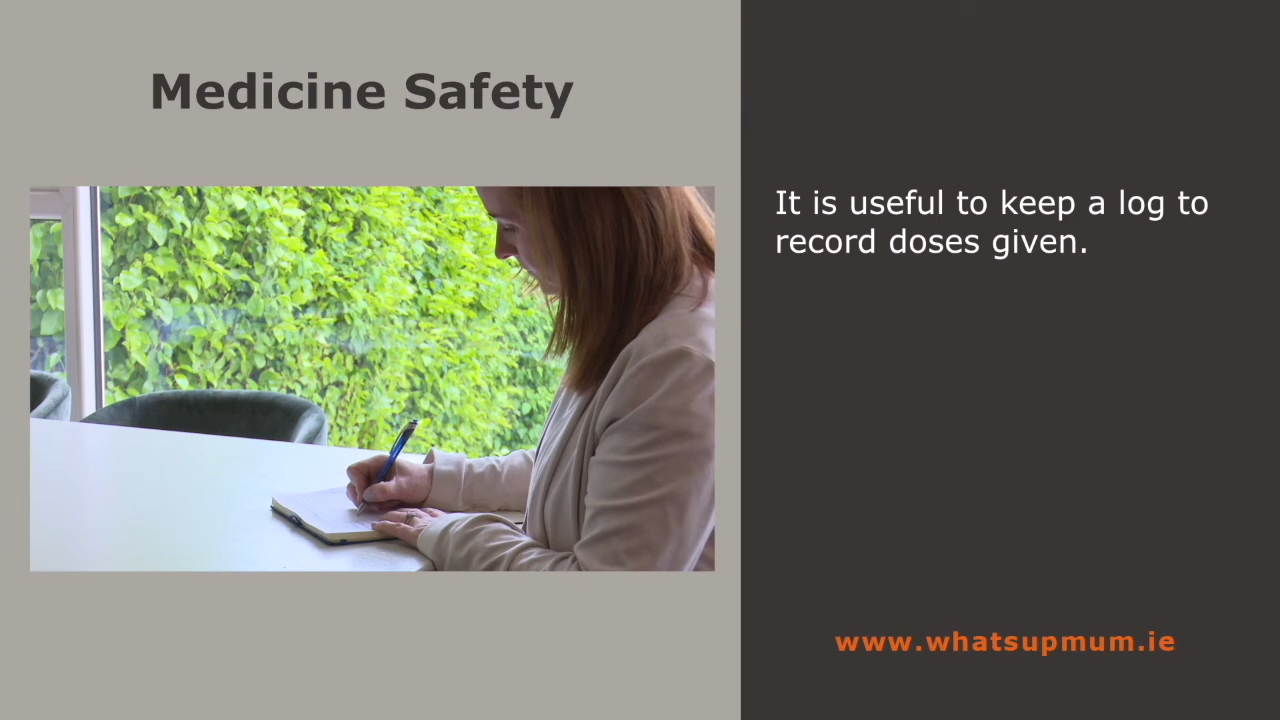 Medicine Safety
It is useful to keep a log to
record doses given.
www.whatsupmum.ie